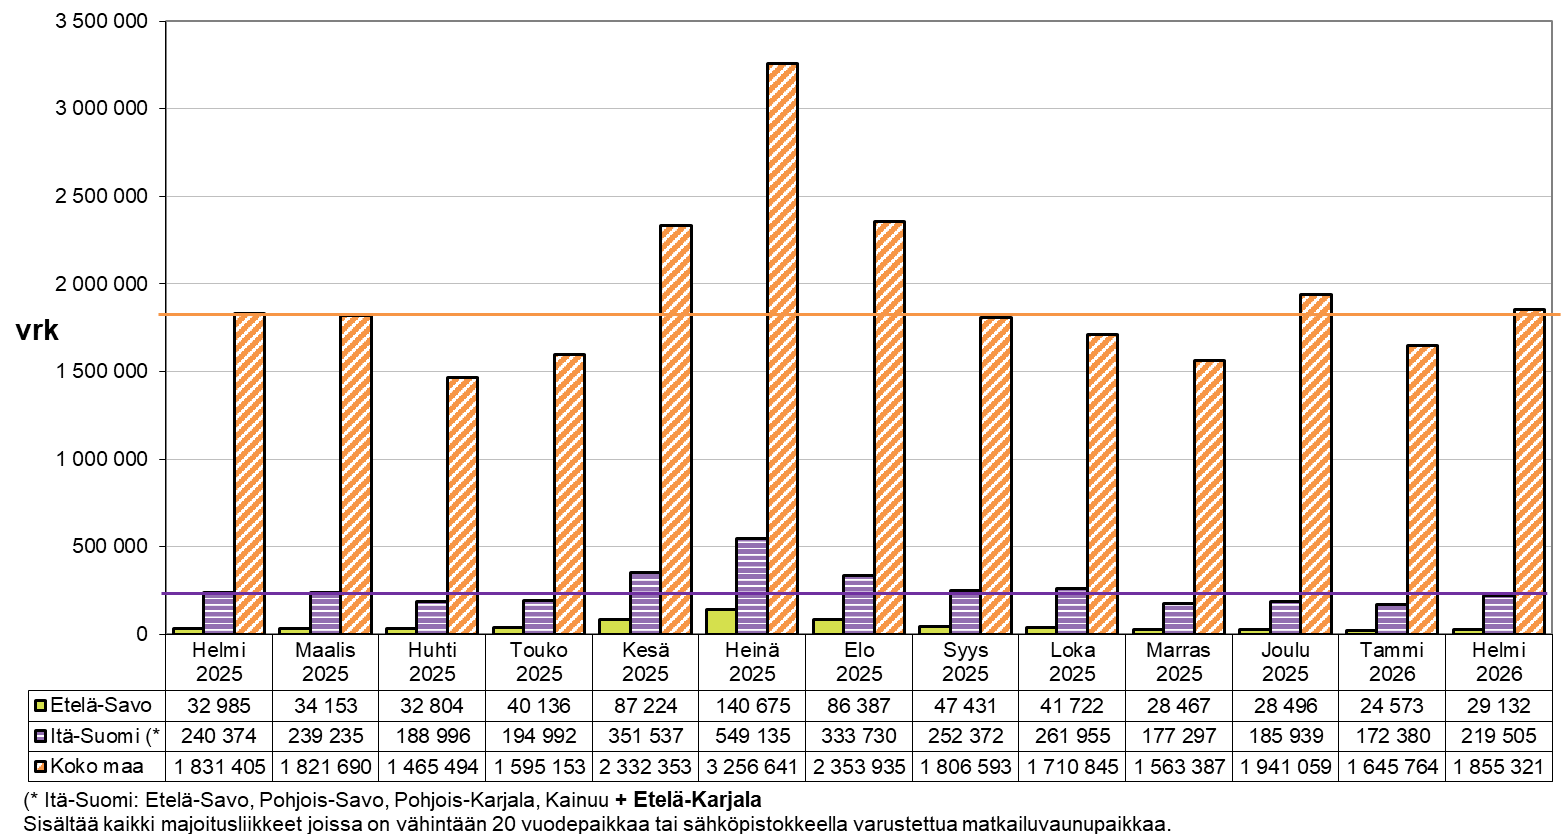 3 500 000
3 000 000
2 500 000
2 000 000
vrk
1 500 000
1 000 000
500 000
0
Helmi 2025 Maalis 2025 Huhti 2025 Touko 2025 Kesä 2025 Heinä 2025 Elo 2025 Syys 2025 Loka 2025 Marras 2025 Joulu 2025 Tammi 2026 Helmi 2026
Etelä-Savo 32 985 34 153 32 804 40 136 87 224 140 675 86 387 47 431 41 722 28 467 28 496 24 573 29 132
Itä-Suomi (* 240 374 239 235 188 996 194 992 351 537 549 135 333 730 252 372 261 955 177 297 185 939 172 380 219 505
Koko maa 1 831 405 1 821 690 1 465 494 1 595 153 2 332 353 3 256 641 2 353 935 1 806 593 1 710 845 1 563 387 1 941 059 1 645 764 1 855 321
(* Itä-Suomi: Etelä-Savo, Pohjois-Savo, Pohjois-Karjala, Kainuu + Etelä-Karjala
Sisältää kaikki majoitusliikkeet joissa on vähintään 20 vuodepaikkaa tai sähköpistokkeella varustettua matkailuvaunupaikkaa.